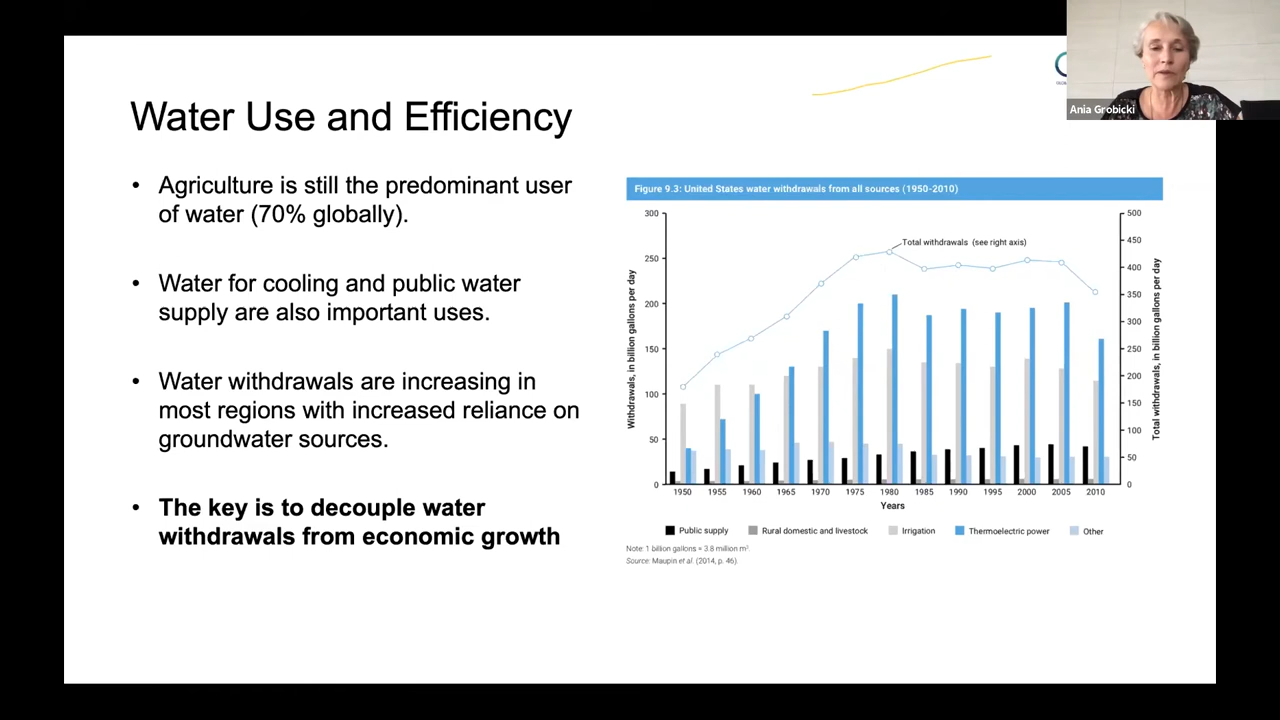 Ania Grobicki
Water Use and Efficiency
• Agriculture is still the predominant user
of water (70% globally).
• Water for cooling and public water
supply are also important uses.
• Water withdrawals are increasing in
most regions with increased reliance on
groundwater sources.
• The key is to decouple water
withdrawals from economic growth
Figure 9.3: United States water withdrawals from all sources (1950-2010)
Withdrawals, in billion gallons per day
300
250
200
150
100
50
0
Total withdrawals (see right axis)
500
450
400
350
300
250
200
150
100
50
0
Total withdrawals, in billion gallons per day
1950 1955 1960 1965 1970 1975 1980 1985 1990 1995 2000 2005 2010
Years
Public supply Rural domestic and livestock Irrigation Thermoelectric power Other
Note: 1 billion gallons = 3.8 million m³.
Source: Maupin et al. (2014, p. 46).